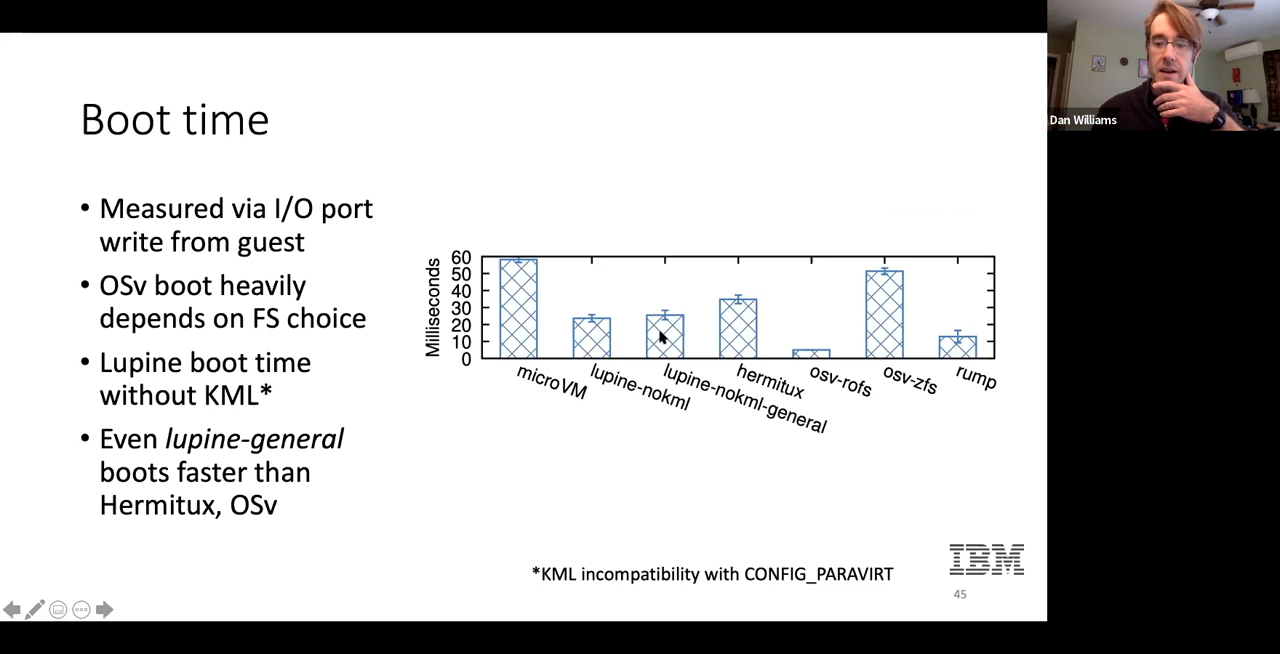 Boot time
• Measured via I/O port
write from guest
• OSv boot heavily
depends on FS choice
• Lupine boot time
without KML*
• Even lupine-general
boots faster than
Hermitux, OSv
Milliseconds
60
50
40
30
20
10
0
microVM
lupine-nokml
lupine-nokml-general
hermitux
osv-rofs
osv-zfs
rump
*KML incompatibility with CONFIG_PARAVIRT
IBM
45
Dan Williams